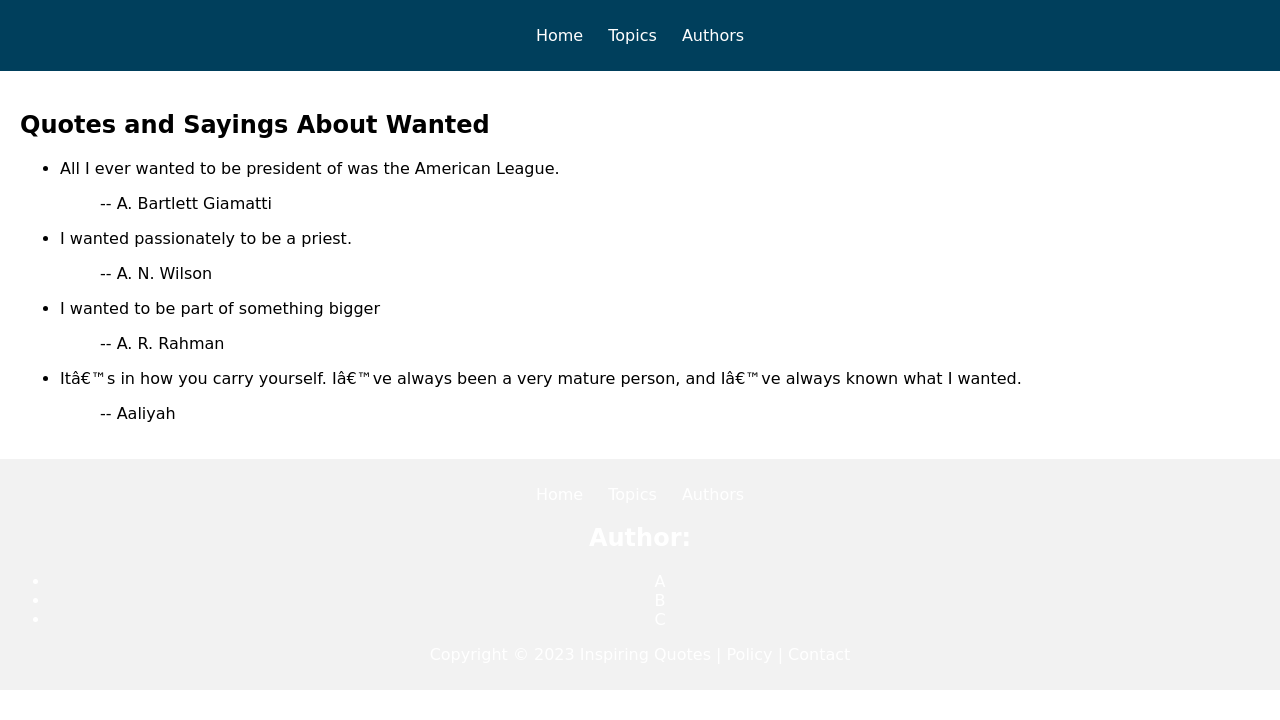 Home Topics Authors
Quotes and Sayings About Wanted
• All I ever wanted to be president of was the American League.
-- A. Bartlett Giamatti
• I wanted passionately to be a priest.
-- A. N. Wilson
• I wanted to be part of something bigger
-- A. R. Rahman
• Itâ€™s in how you carry yourself. Iâ€™ve always been a very mature person, and Iâ€™ve always known what I wanted.
-- Aaliyah
Home Topics Authors
Author:
• A
• B
• C
Copyright © 2023 Inspiring Quotes | Policy | Contact